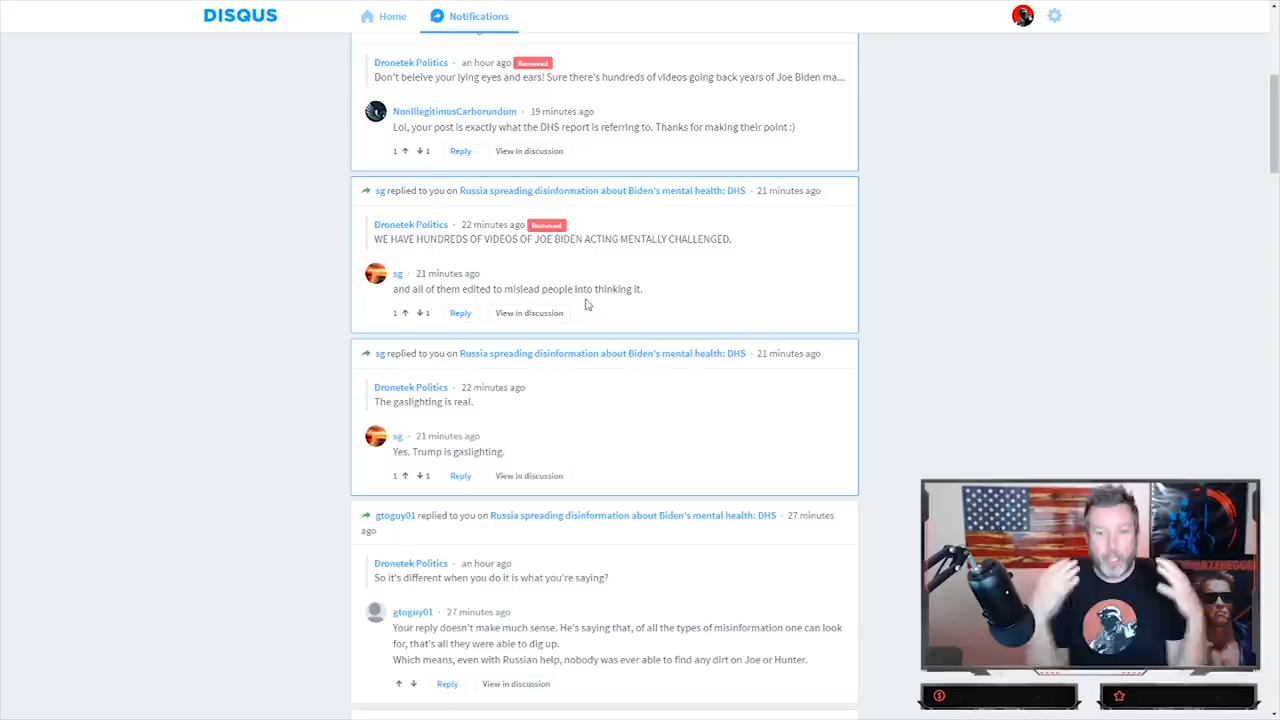 DISQUS
Home
Notifications
Dronetek Politics · an hour ago Removed
Don't beleive your lying eyes and ears! Sure there's hundreds of videos going back years of Joe BIden ma...
NonIllegitimusCarborundum · 19 minutes ago
Lol, your post is exactly what the DHS report is referring to. Thanks for making their point :)
1 1 Reply View in discussion
sg replied to you on Russia spreading disinformation about Biden's mental health: DHS · 21 minutes ago
Dronetek Politics · 22 minutes ago Removed
WE HAVE HUNDREDS OF VIDEOS OF JOE BIDEN ACTING MENTALLY CHALLENGED.
sg · 21 minutes ago
and all of them edited to mislead people into thinking it.
1 1 Reply View in discussion
sg replied to you on Russia spreading disinformation about Biden's mental health: DHS · 21 minutes ago
Dronetek Politics · 22 minutes ago
The gaslighting is real.
sg · 21 minutes ago
Yes. Trump is gaslighting.
1 1 Reply View in discussion
gtoguy01 replied to you on Russia spreading disinformation about Biden's mental health: DHS · 27 minutes
ago
Dronetek Politics · an hour ago
So it's different when you do it is what you're saying?
gtoguy01 · 27 minutes ago
Your reply doesn't make much sense. He's saying that, of all the types of misinformation one can look
for, that's all they were able to dig up.
Which means, even with Russian help, nobody was ever able to find any dirt on Joe or Hunter.
Reply View in discussion